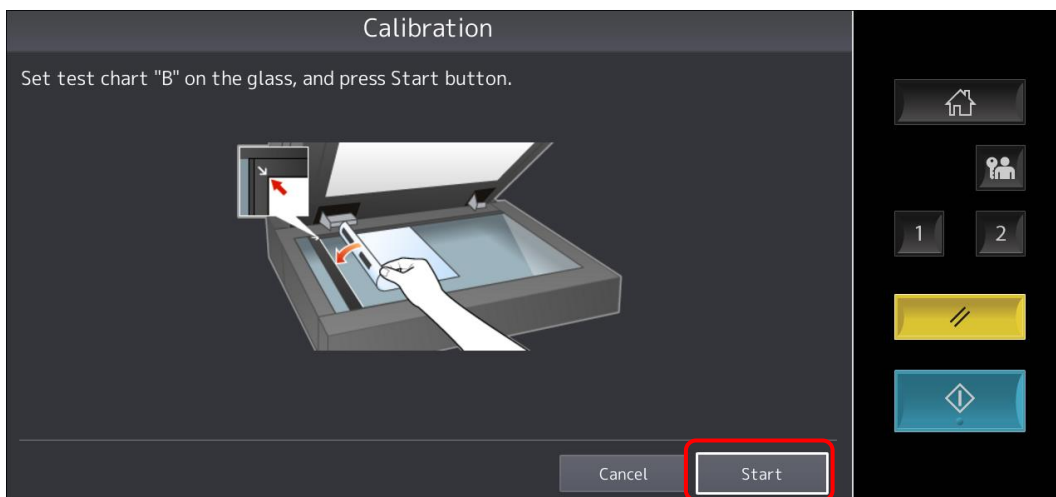 Calibration
Set test chart "B" on the glass, and press Start button.
1 2
Cancel Start